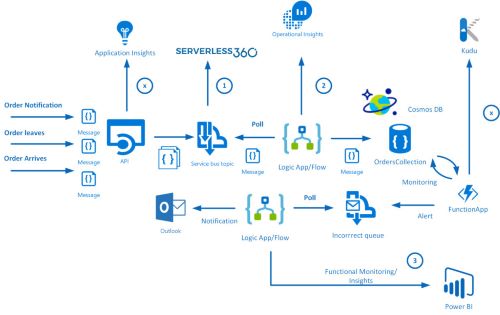 Operational Insights
Kudu
Application Insights
SERVERLESS360
x
1
2
x
Order Notification
Message
Order leaves
Message
Order Arrives
Message
API
Service bus topic
Poll
Message
Logic App/Flow
Message
Cosmos DB
OrdersCollection
Monitoring
FunctionApp
Outlook
Notification
Logic App/Flow
Poll
Incorrrect queue
Alert
3
Functional Monitoring/
Insights
Power BI